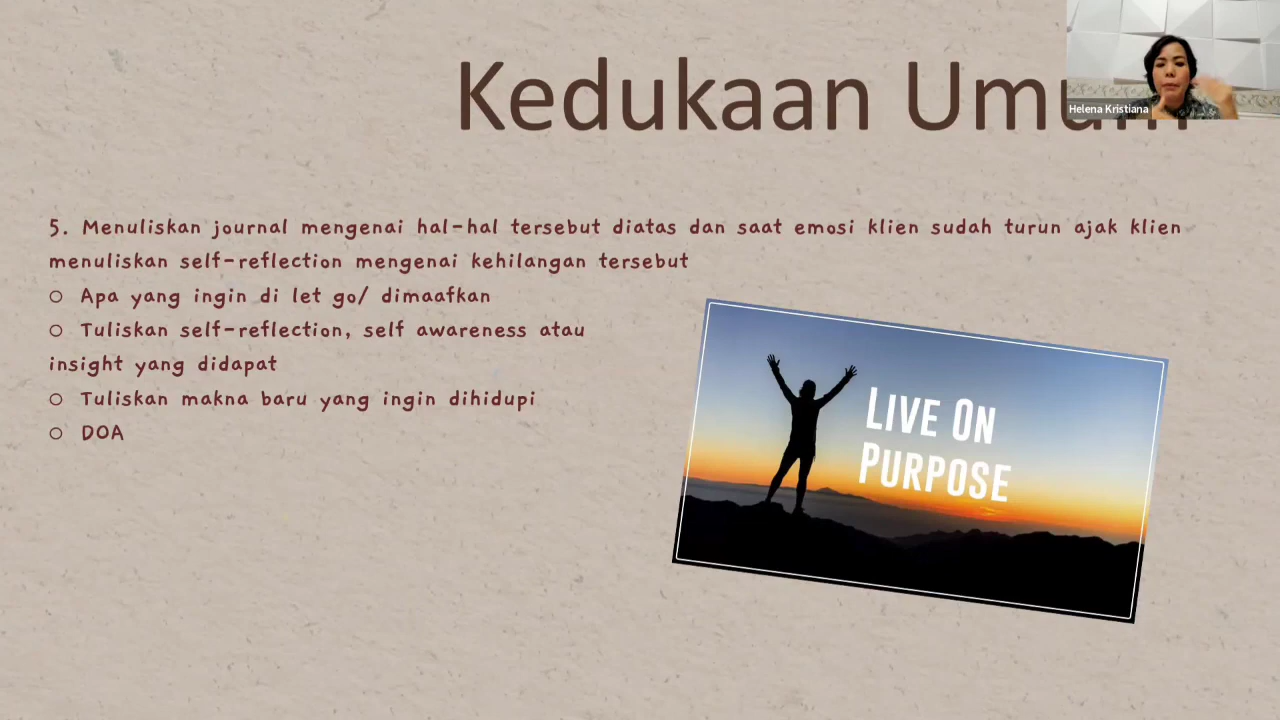 Kedukaan Umum
Helena Kristiana
5. Menuliskan journal mengenai hal-hal tersebut diatas dan saat emosi klien sudah turun ajak klien
menuliskan self-reflection mengenai kehilangan tersebut
○ Apa yang ingin di let go/ dimaafkan
○ Tuliskan self-reflection, self awareness atau
insight yang didapat
○ Tuliskan makna baru yang ingin dihidupi
○ DOA
LIVE ON
PURPOSE